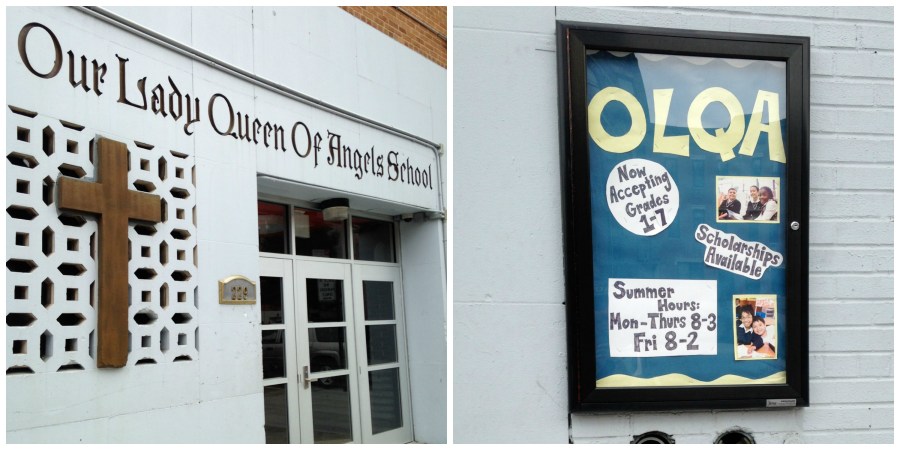 Our Lady Queen Of Angels School
OLQA
Now
Accepting
Grades
1-7
Scholarships
Available
Summer
Hours:
Mon-Thurs 8-3
Fri 8-2